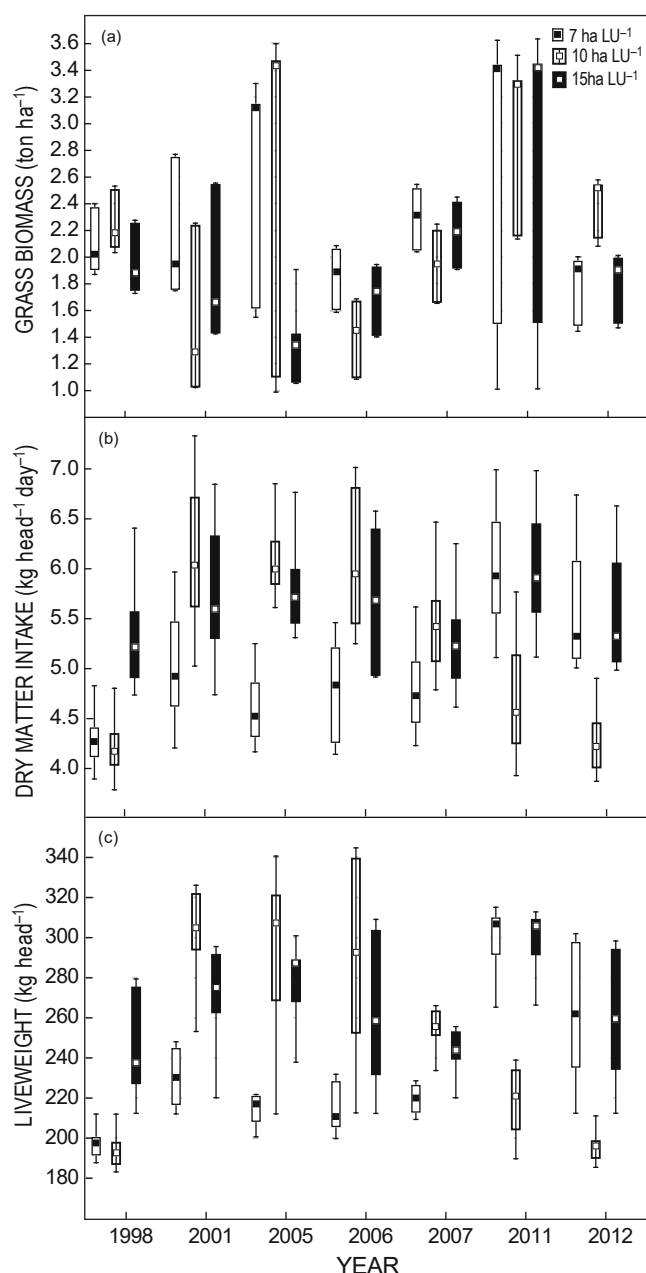 (a)
7 ha LU⁻¹
10 ha LU⁻¹
15ha LU⁻¹
GRASS BIOMASS (ton ha⁻¹)
3.6
3.4
3.2
3.0
2.8
2.6
2.4
2.2
2.0
1.8
1.6
1.4
1.2
1.0
(b)
DRY MATTER INTAKE (kg head⁻¹ day⁻¹)
7.0
6.5
6.0
5.5
5.0
4.5
4.0
(c)
LIVEWEIGHT (kg head⁻¹)
340
320
300
280
260
240
220
200
180
1998 2001 2005 2006 2007 2011 2012
YEAR